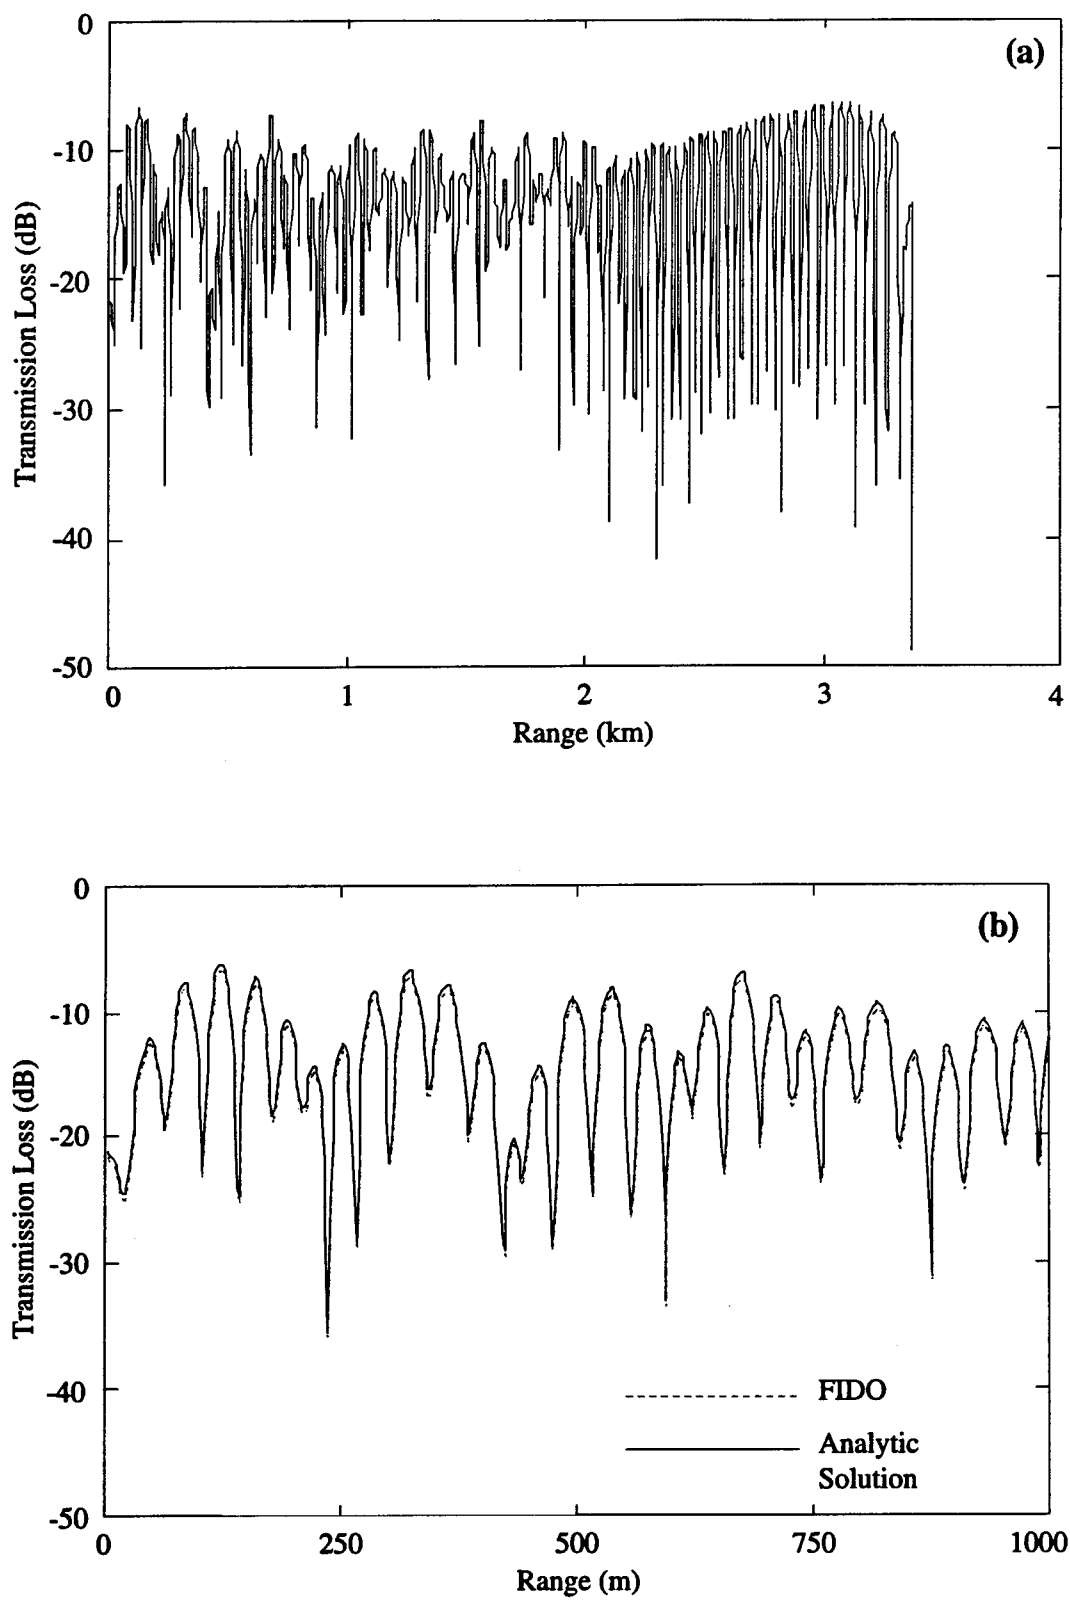 (a)
0
-10
-20
-30
-40
-50
Transmission Loss (dB)
0 1 2 3 4
Range (km)
(b)
0
-10
-20
-30
-40
-50
Transmission Loss (dB)
FIDO
Analytic
Solution
0 250 500 750 1000
Range (m)